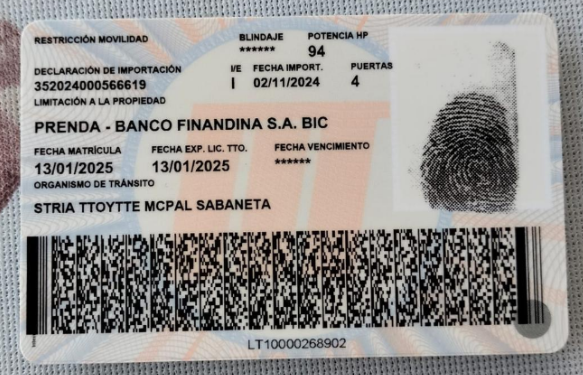 RESTRICCIÓN MOVILIDAD BLINDAJE POTENCIA HP
****** 94
DECLARACIÓN DE IMPORTACIÓN I/E FECHA IMPORT. PUERTAS
352024000566619 I 02/11/2024 4
LIMITACIÓN A LA PROPIEDAD
PRENDA - BANCO FINANDINA S.A. BIC
FECHA MATRÍCULA FECHA EXP. LIC. TTO. FECHA VENCIMIENTO
13/01/2025 13/01/2025 ******
ORGANISMO DE TRÁNSITO
STRIA TTOYTTE MCPAL SABANETA
LT10000268902